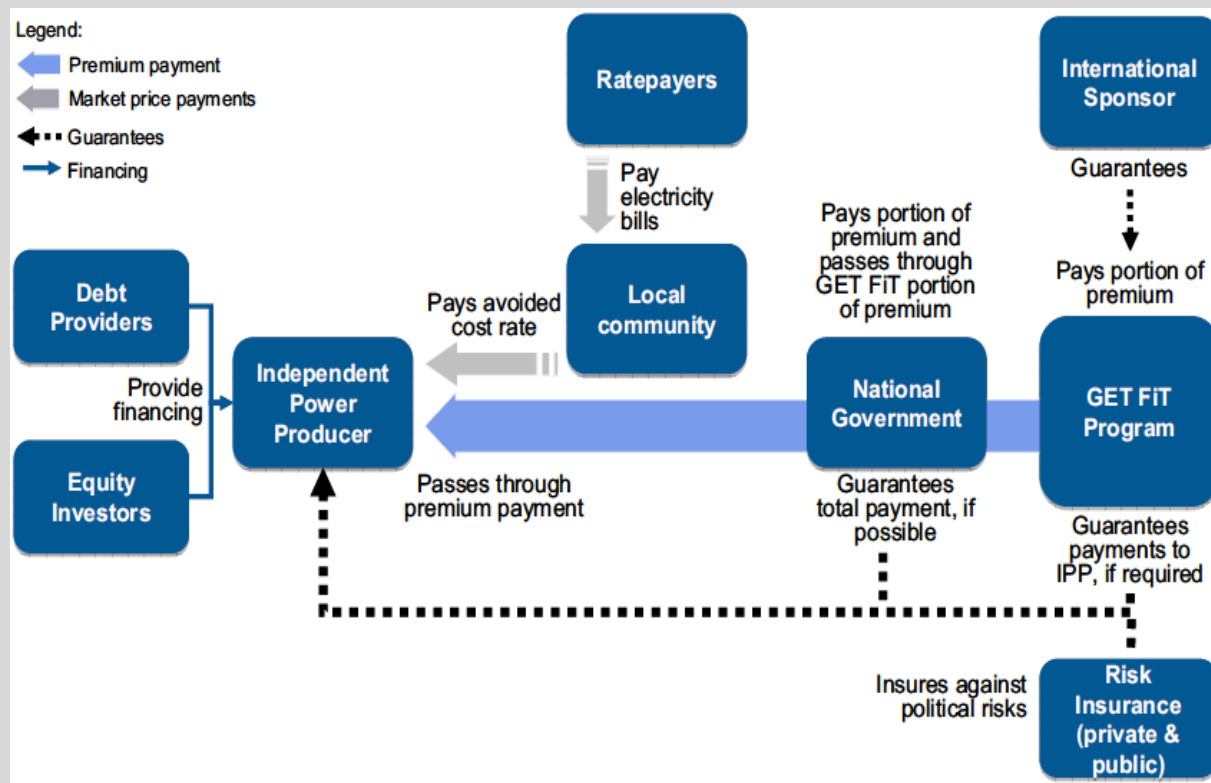 Legend:
Premium payment
Market price payments
Guarantees
Financing
Ratepayers
International
Sponsor
Pay
electricity
bills
Guarantees
Pays portion of
premium and
passes through
GET FiT portion
of premium
Pays portion of
premium
Debt
Providers
Local
community
Pays avoided
cost rate
Independent
Power
Producer
National
Government
GET FiT
Program
Provide
financing
Equity
Investors
Passes through
premium payment
Guarantees
total payment, if
possible
Guarantees
payments to
IPP, if required
Insures against
political risks
Risk
Insurance
(private &
public)